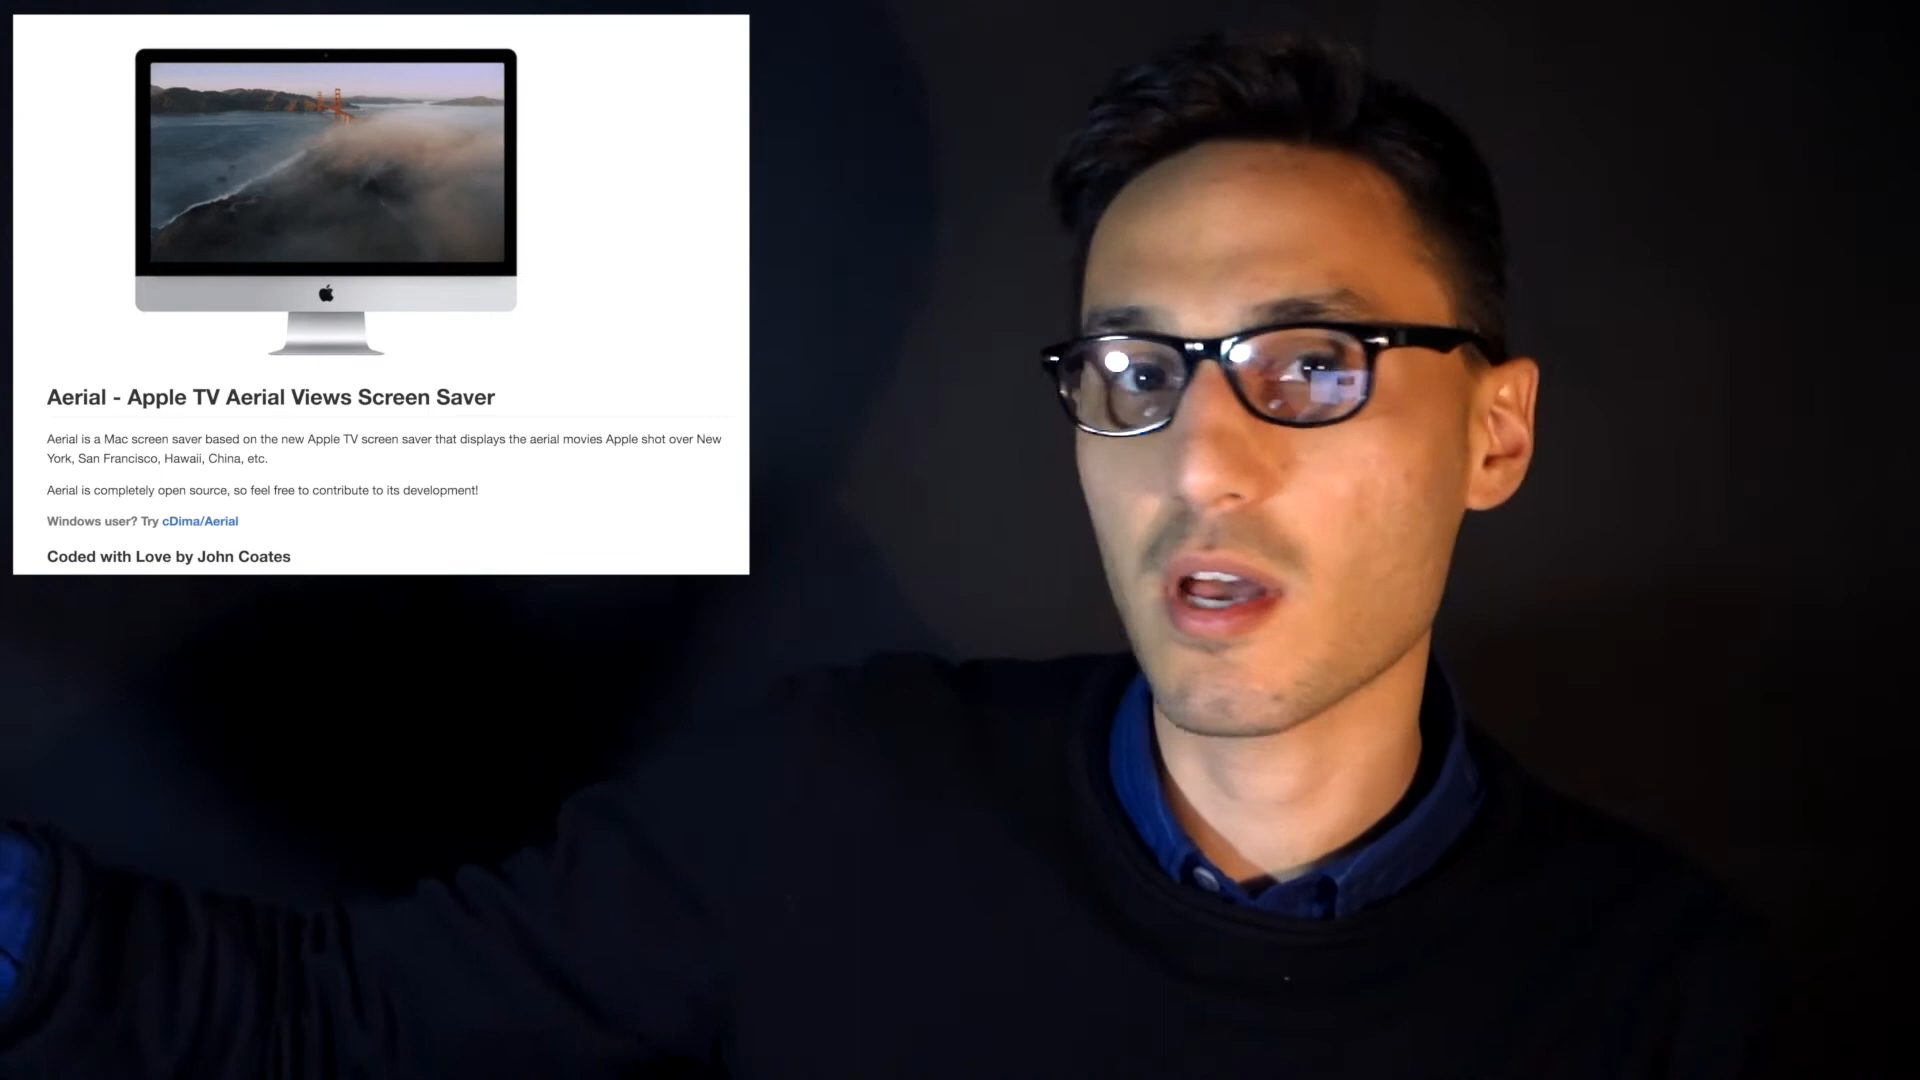 Aerial - Apple TV Aerial Views Screen Saver
Aerial is a Mac screen saver based on the new Apple TV screen saver that displays the aerial movies Apple shot over New
York, San Francisco, Hawaii, China, etc.
Aerial is completely open source, so feel free to contribute to its development!
Windows user? Try cDima/Aerial
Coded with Love by John Coates